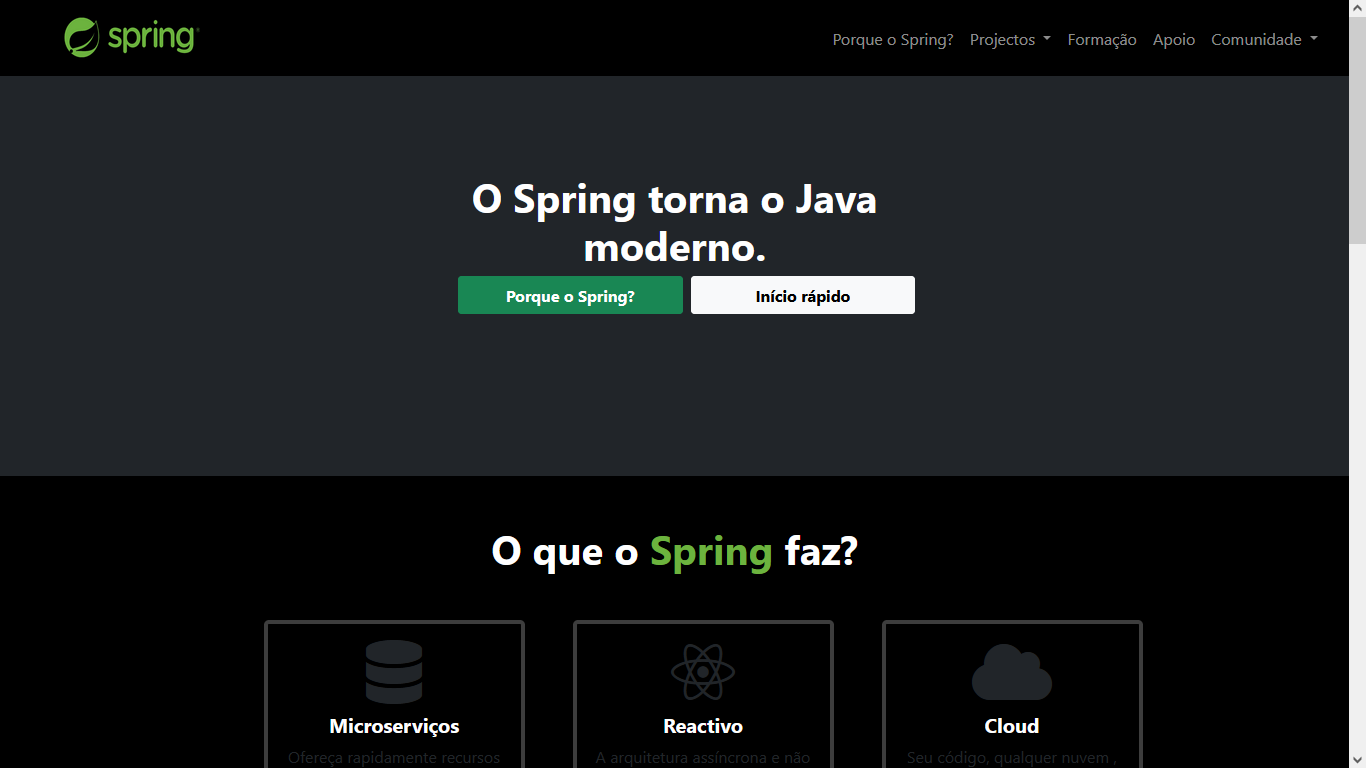 spring
Porque o Spring? Projectos Formação Apoio Comunidade
O Spring torna o Java
moderno.
Porque o Spring? Início rápido
O que o Spring faz?
Microserviços Reactivo Cloud
Ofereça rapidamente recursos A arquitetura assíncrona e não Seu código, qualquer nuvem ,